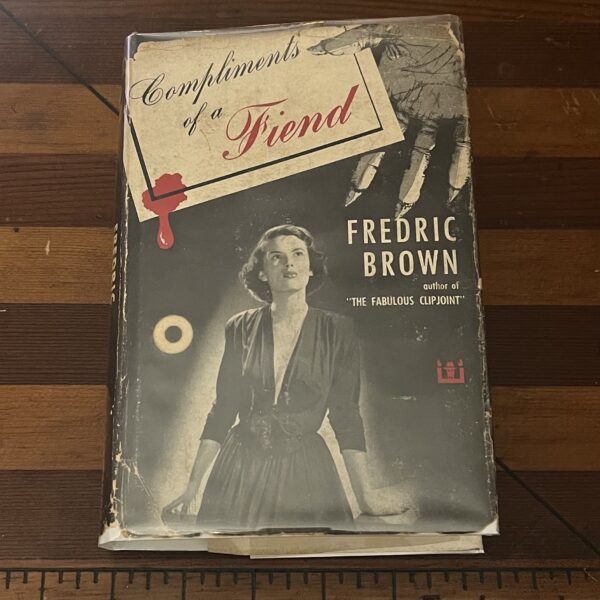 Compliments
of a
Fiend
FREDRIC
BROWN
author of
"THE FABULOUS CLIPJOINT"